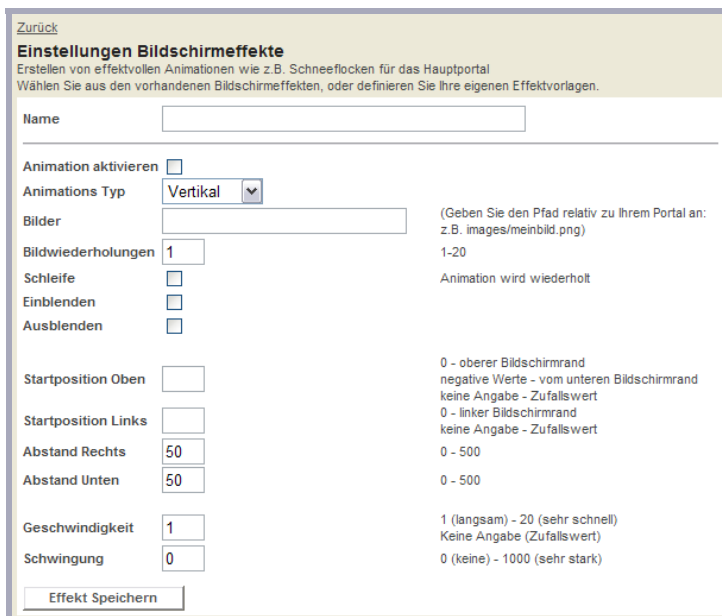 Zurück
Einstellungen Bildschirmeffekte
Erstellen von effektvollen Animationen wie z.B. Schneeflocken für das Hauptportal
Wählen Sie aus den vorhandenen Bildschirmeffekten, oder definieren Sie Ihre eigenen Effektvorlagen.
Name
Animation aktivieren
Animations Typ Vertikal
Bilder (Geben Sie den Pfad relativ zu Ihrem Portal an:
z.B. images/meinbild.png)
Bildwiederholungen 1 1-20
Schleife Animation wird wiederholt
Einblenden
Ausblenden
0 - oberer Bildschirmrand
Startposition Oben negative Werte - vom unteren Bildschirmrand
keine Angabe - Zufallswert
Startposition Links 0 - linker Bildschirmrand
keine Angabe - Zufallswert
Abstand Rechts 50 0 - 500
Abstand Unten 50 0 - 500
Geschwindigkeit 1 1 (langsam) - 20 (sehr schnell)
Keine Angabe (Zufallswert)
Schwingung 0 0 (keine) - 1000 (sehr stark)
Effekt Speichern